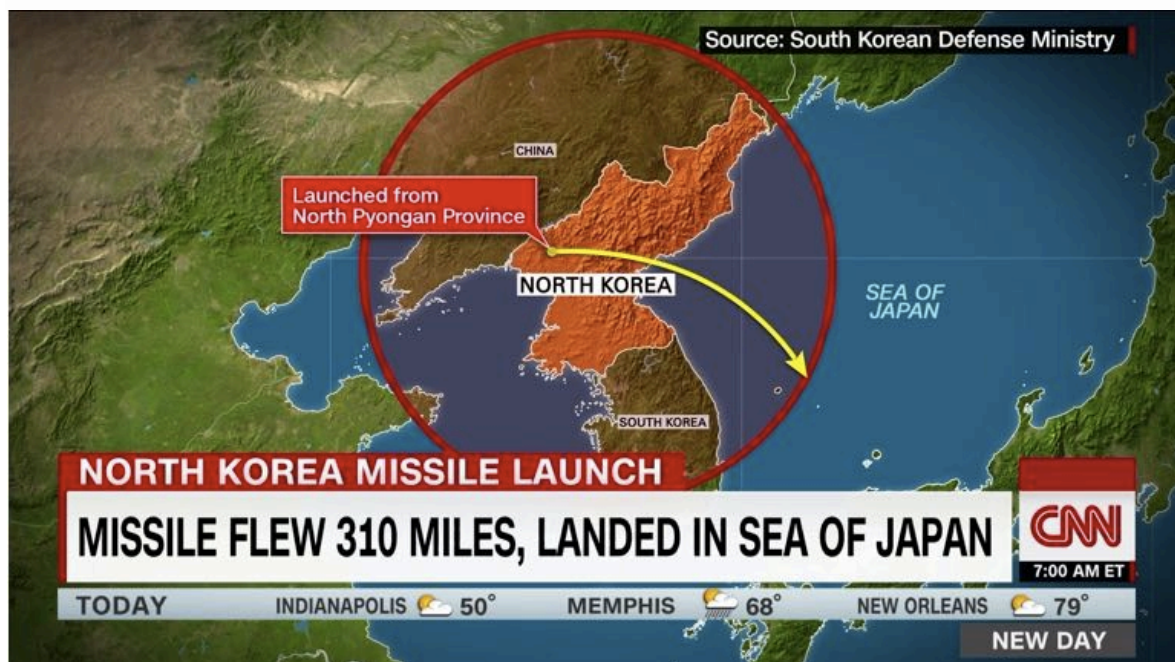 Source: South Korean Defense Ministry
CHINA
Launched from
North Pyongan Province
NORTH KOREA
SEA OF
JAPAN
SOUTH KOREA
NORTH KOREA MISSILE LAUNCH
MISSILE FLEW 310 MILES, LANDED IN SEA OF JAPAN
CNN
7:00 AM ET
TODAY INDIANAPOLIS 50° MEMPHIS 68° NEW ORLEANS 79°
NEW DAY